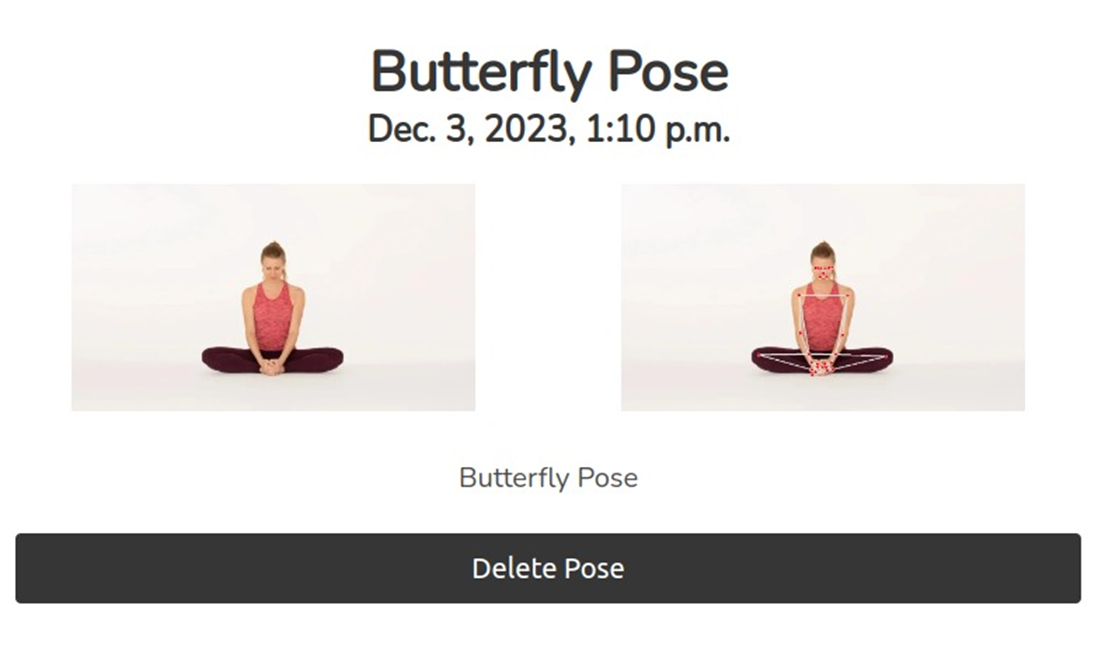 Butterfly Pose
Dec. 3, 2023, 1:10 p.m.
Butterfly Pose
Delete Pose